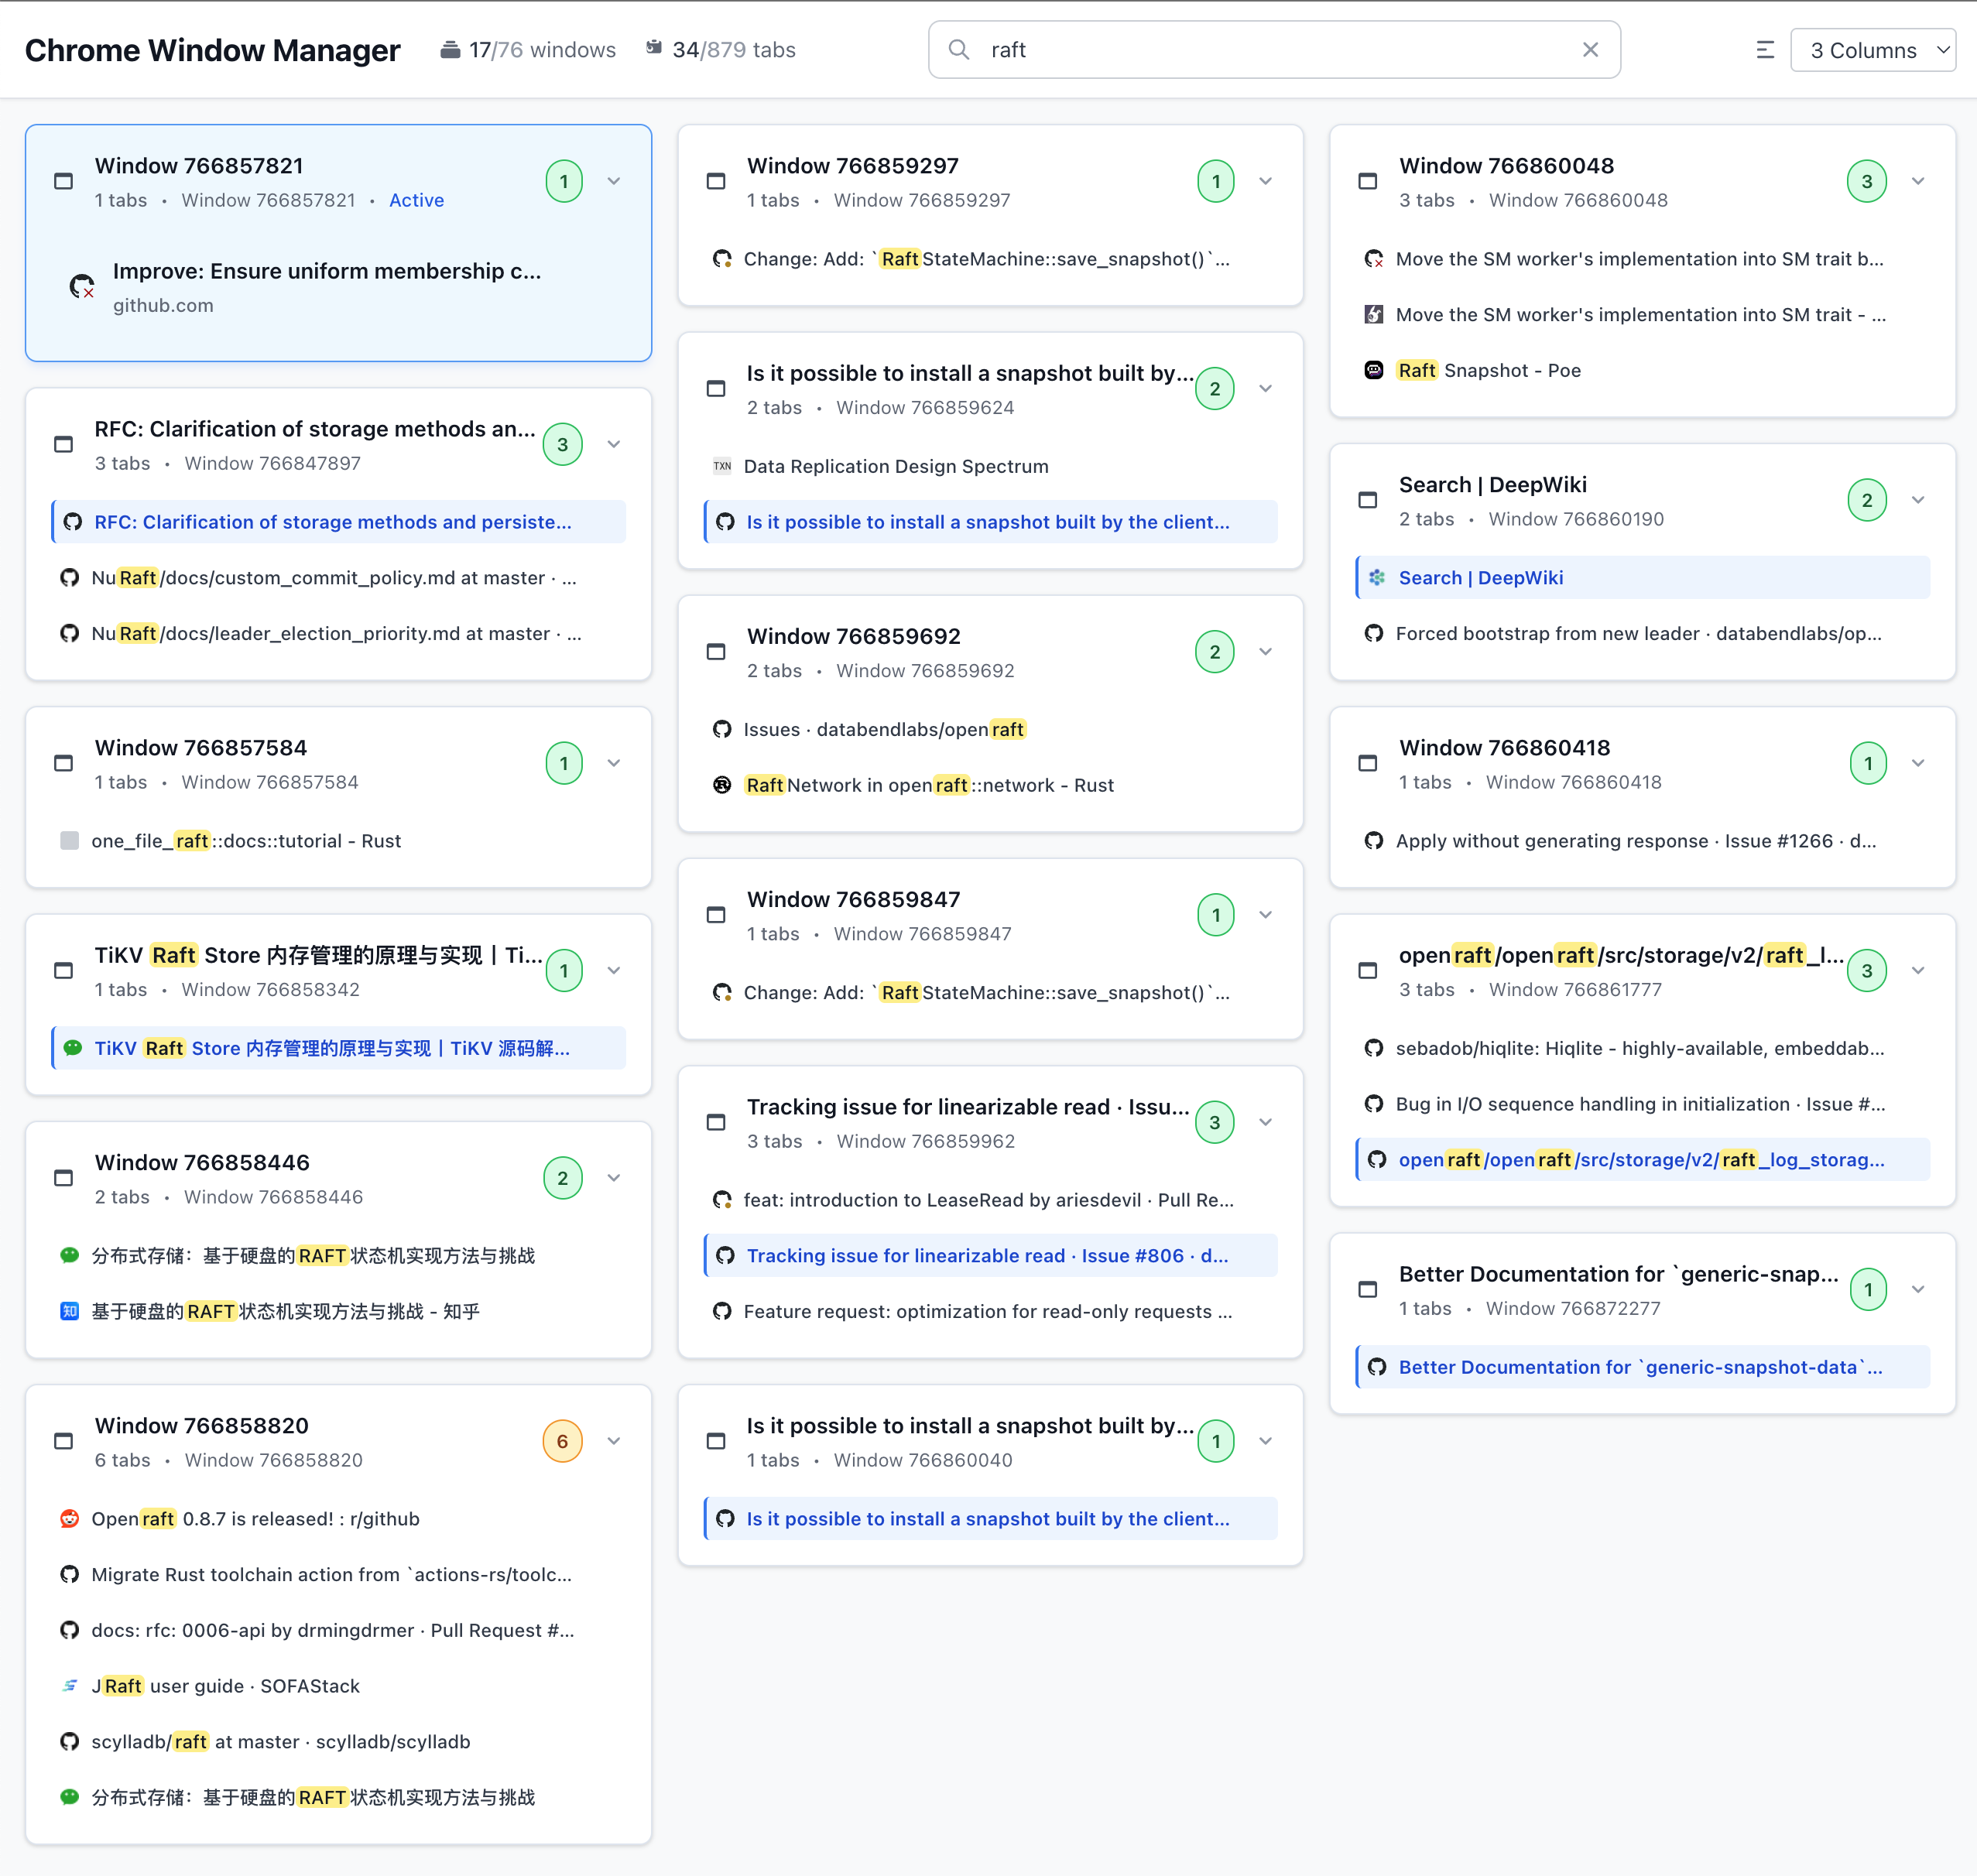 Chrome Window Manager
17/76 windows
34/879 tabs
raft
3 Columns
Window 766857821
1 tabs • Window 766857821 • Active
1
Improve: Ensure uniform membership c...
github.com
RFC: Clarification of storage methods an...
3 tabs • Window 766847897
3
RFC: Clarification of storage methods and persiste...
NuRaft/docs/custom_commit_policy.md at master · ...
NuRaft/docs/leader_election_priority.md at master · ...
Window 766857584
1 tabs • Window 766857584
1
one_file_raft::docs::tutorial - Rust
TiKV Raft Store 内存管理的原理与实现丨Ti...
1 tabs • Window 766858342
1
TiKV Raft Store 内存管理的原理与实现丨TiKV 源码解...
Window 766858446
2 tabs • Window 766858446
2
分布式存储：基于硬盘的RAFT状态机实现方法与挑战
知
基于硬盘的RAFT状态机实现方法与挑战 - 知乎
Window 766858820
6 tabs • Window 766858820
6
Openraft 0.8.7 is released! : r/github
Migrate Rust toolchain action from `actions-rs/toolc...
docs: rfc: 0006-api by drmingdrmer · Pull Request #...
JRaft user guide · SOFAStack
scylladb/raft at master · scylladb/scylladb
分布式存储：基于硬盘的RAFT状态机实现方法与挑战
Window 766859297
1 tabs • Window 766859297
1
Change: Add: `RaftStateMachine::save_snapshot()`...
Is it possible to install a snapshot built by...
2 tabs • Window 766859624
2
TXN
Data Replication Design Spectrum
Is it possible to install a snapshot built by the client...
Window 766859692
2 tabs • Window 766859692
2
Issues · databendlabs/openraft
RaftNetwork in openraft::network - Rust
Window 766859847
1 tabs • Window 766859847
1
Change: Add: `RaftStateMachine::save_snapshot()`...
Tracking issue for linearizable read · Issu...
3 tabs • Window 766859962
3
feat: introduction to LeaseRead by ariesdevil · Pull Re...
Tracking issue for linearizable read · Issue #806 · d...
Feature request: optimization for read-only requests ...
Is it possible to install a snapshot built by...
1 tabs • Window 766860040
1
Is it possible to install a snapshot built by the client...
Window 766860048
3 tabs • Window 766860048
3
Move the SM worker's implementation into SM trait b...
Move the SM worker's implementation into SM trait - ...
Raft Snapshot - Poe
Search | DeepWiki
2 tabs • Window 766860190
2
Search | DeepWiki
Forced bootstrap from new leader · databendlabs/op...
Window 766860418
1 tabs • Window 766860418
1
Apply without generating response · Issue #1266 · d...
openraft/openraft/src/storage/v2/raft_l...
3 tabs • Window 766861777
3
sebadob/hiqlite: Hiqlite - highly-available, embeddab...
Bug in I/O sequence handling in initialization · Issue #...
openraft/openraft/src/storage/v2/raft_log_storag...
Better Documentation for `generic-snap...
1 tabs • Window 766872277
1
Better Documentation for `generic-snapshot-data`...